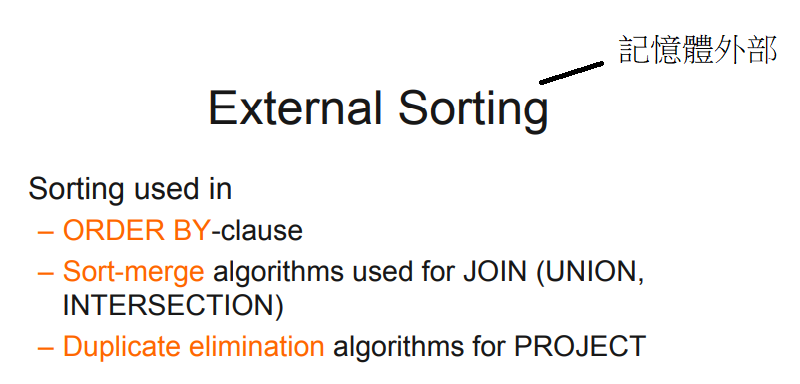 記憶體外部
External Sorting
Sorting used in
– ORDER BY-clause
– Sort-merge algorithms used for JOIN (UNION,
INTERSECTION)
– Duplicate elimination algorithms for PROJECT